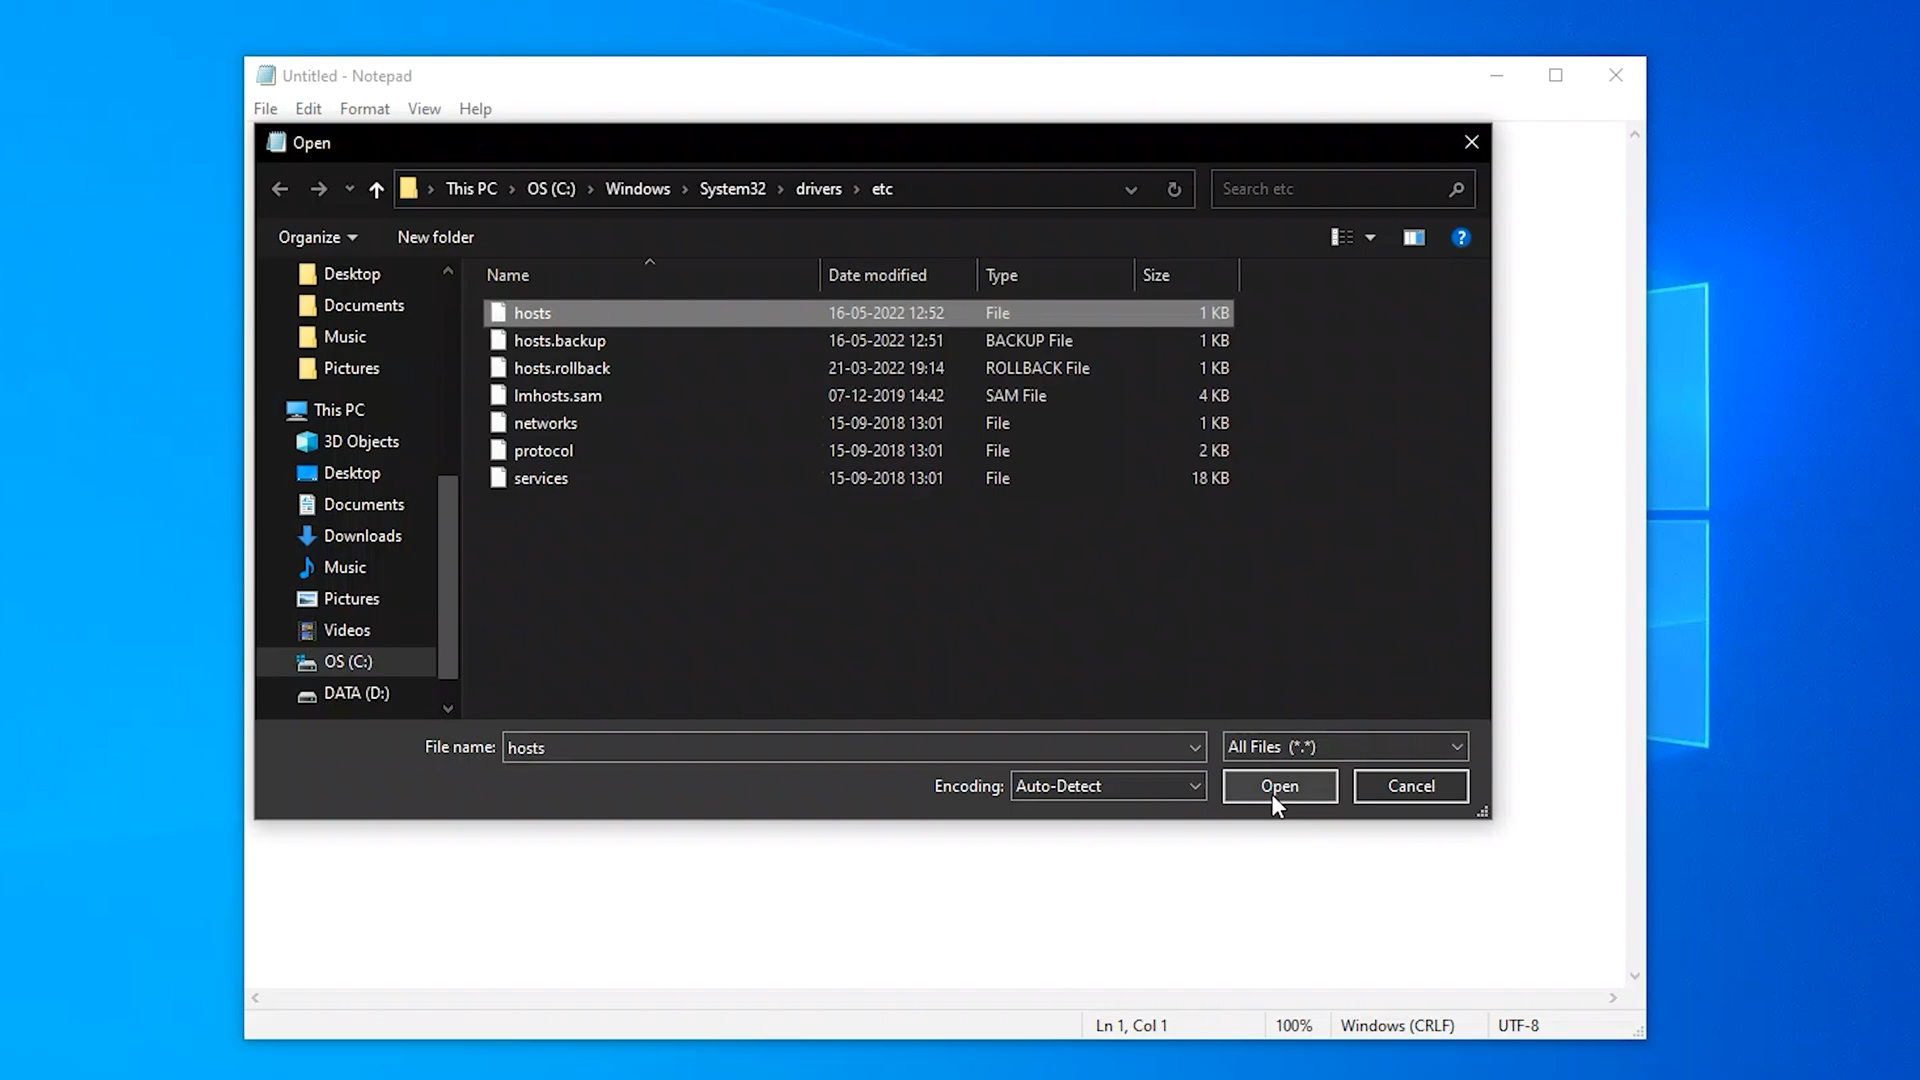 Untitled - Notepad
File Edit Format View Help
Open
This PC > OS (C:) > Windows > System32 > drivers > etc
Search etc
Organize New folder
Name Date modified Type Size
Desktop
Documents
Music
Pictures
This PC
3D Objects
Desktop
Documents
Downloads
Music
Pictures
Videos
OS (C:)
DATA (D:)
hosts 16-05-2022 12:52 File 1 KB
hosts.backup 16-05-2022 12:51 BACKUP File 1 KB
hosts.rollback 21-03-2022 19:14 ROLLBACK File 1 KB
lmhosts.sam 07-12-2019 14:42 SAM File 4 KB
networks 15-09-2018 13:01 File 1 KB
protocol 15-09-2018 13:01 File 2 KB
services 15-09-2018 13:01 File 18 KB
File name: hosts All Files (*.*)
Encoding: Auto-Detect Open Cancel
Ln 1, Col 1 100% Windows (CRLF) UTF-8